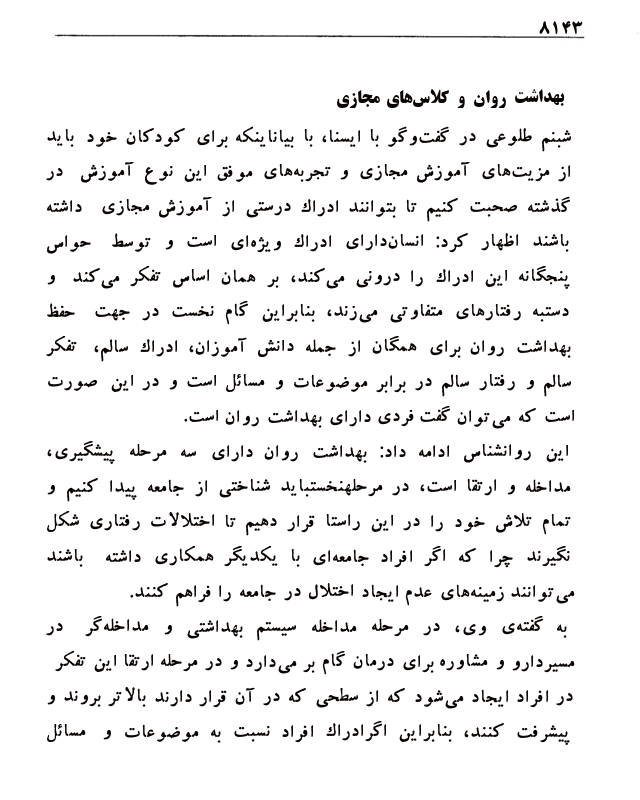 ۸۱۴۳
بهداشت روان و کلاس‌های مجازی
شبنم طلوعی در گفت‌وگو با ایسنا، با بیاناینکه برای کودکان خود باید
از مزیت‌های آموزش مجازی و تجربه‌های موفق این نوع آموزش در
گذشته صحبت کنیم تا بتوانند ادراك درستی از آموزش مجازی داشته
باشند اظهار کرد: انسان‌دارای ادراك ویژه‌ای است و توسط حواس
پنجگانه این ادراك را درونی می‌کند، بر همان اساس تفکر می‌کند و
دستبه رفتارهای متفاوتی می‌زند، بنابراین گام نخست در جهت حفظ
بهداشت روان برای همگان از جمله دانش آموزان، ادراك سالم، تفکر
سالم و رفتار سالم در برابر موضوعات و مسائل است و در این صورت
است که می‌توان گفت فردی دارای بهداشت روان است.
این روانشناس ادامه داد: بهداشت روان دارای سه مرحله پیشگیری،
مداخله و ارتقا است، در مرحلهنخستباید شناختی از جامعه پیدا کنیم و
تمام تلاش خود را در این راستا قرار دهیم تا اختلالات رفتاری شکل
نگیرند چرا که اگر افراد جامعه‌ای با یکدیگر همکاری داشته باشند
می‌توانند زمینه‌های عدم ایجاد اختلال در جامعه را فراهم کنند.
به گفته‌ی وی، در مرحله مداخله سیستم بهداشتی و مداخله‌گر در
مسیردارو و مشاوره برای درمان گام بر می‌دارد و در مرحله ارتقا این تفکر
در افراد ایجاد می‌شود که از سطحی که در آن قرار دارند بالاتر بروند و
پیشرفت کنند، بنابراین اگرادراك افراد نسبت به موضوعات و مسائل